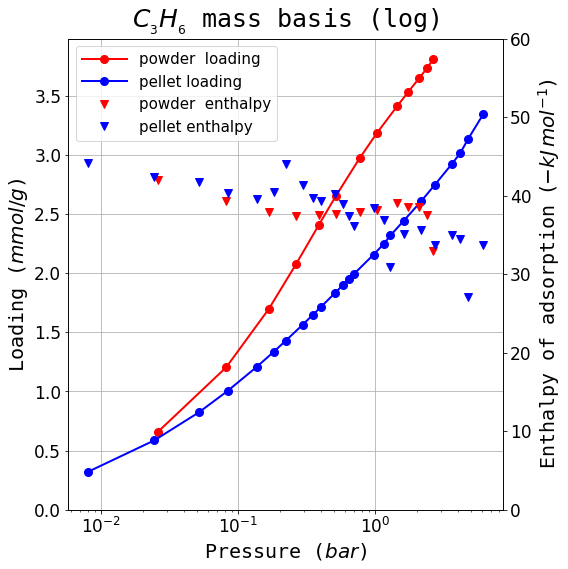 C₃H₆ mass basis (log)
powder  loading
pellet loading
powder  enthalpy
pellet enthalpy
Loading (mmol/g)
3.5
3.0
2.5
2.0
1.5
1.0
0.5
0.0
Enthalpy of adsorption (−kJmol⁻¹)
60
50
40
30
20
10
0
10⁻² 10⁻¹ 10⁰
Pressure (bar)